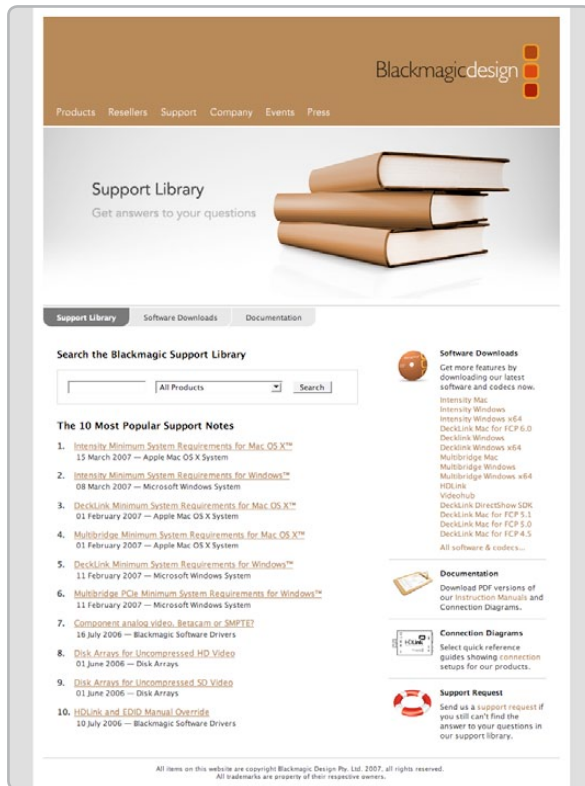 Blackmagicdesign
Products Resellers Support Company Events Press
Support Library
Get answers to your questions
Support Library Software Downloads Documentation
Search the Blackmagic Support Library
All Products Search
The 10 Most Popular Support Notes
1. Intensity Minimum System Requirements for Mac OS X™
15 March 2007 — Apple Mac OS X System
2. Intensity Minimum System Requirements for Windows™
08 March 2007 — Microsoft Windows System
3. DeckLink Minimum System Requirements for Mac OS X™
01 February 2007 — Apple Mac OS X System
4. Multibridge Minimum System Requirements for Mac OS X™
01 February 2007 — Apple Mac OS X System
5. DeckLink Minimum System Requirements for Windows™
11 February 2007 — Microsoft Windows System
6. Multibridge PCIe Minimum System Requirements for Windows™
11 February 2007 — Microsoft Windows System
7. Component analog video. Betacam or SMPTE?
16 July 2006 — Blackmagic Software Drivers
8. Disk Arrays for Uncompressed HD Video
01 June 2006 — Disk Arrays
9. Disk Arrays for Uncompressed SD Video
01 June 2006 — Disk Arrays
10. HDLink and EDID Manual Override
10 July 2006 — Blackmagic Software Drivers
Software Downloads
Get more features by
downloading our latest
software and codecs now.
Intensity Mac
Intensity Windows
Intensity Windows x64
DeckLink Mac for FCP 6.0
Decklink Windows
DeckLink Windows x64
Multibridge Mac
Multibridge Windows
Multibridge Windows x64
HDLink
Videohub
DeckLink DirectShow SDK
DeckLink Mac for FCP 5.1
DeckLink Mac for FCP 5.0
DeckLink Mac for FCP 4.5
All software & codecs...
Documentation
Download PDF versions of
our Instruction Manuals and
Connection Diagrams.
HDLink
Connection Diagrams
Select quick reference
guides showing connection
setups for our products.
Support Request
Send us a support request if
you still can't find the
answer to your questions in
our support library.
All items on this website are copyright Blackmagic Design Pty. Ltd. 2007, all rights reserved.
All trademarks are property of their respective owners.